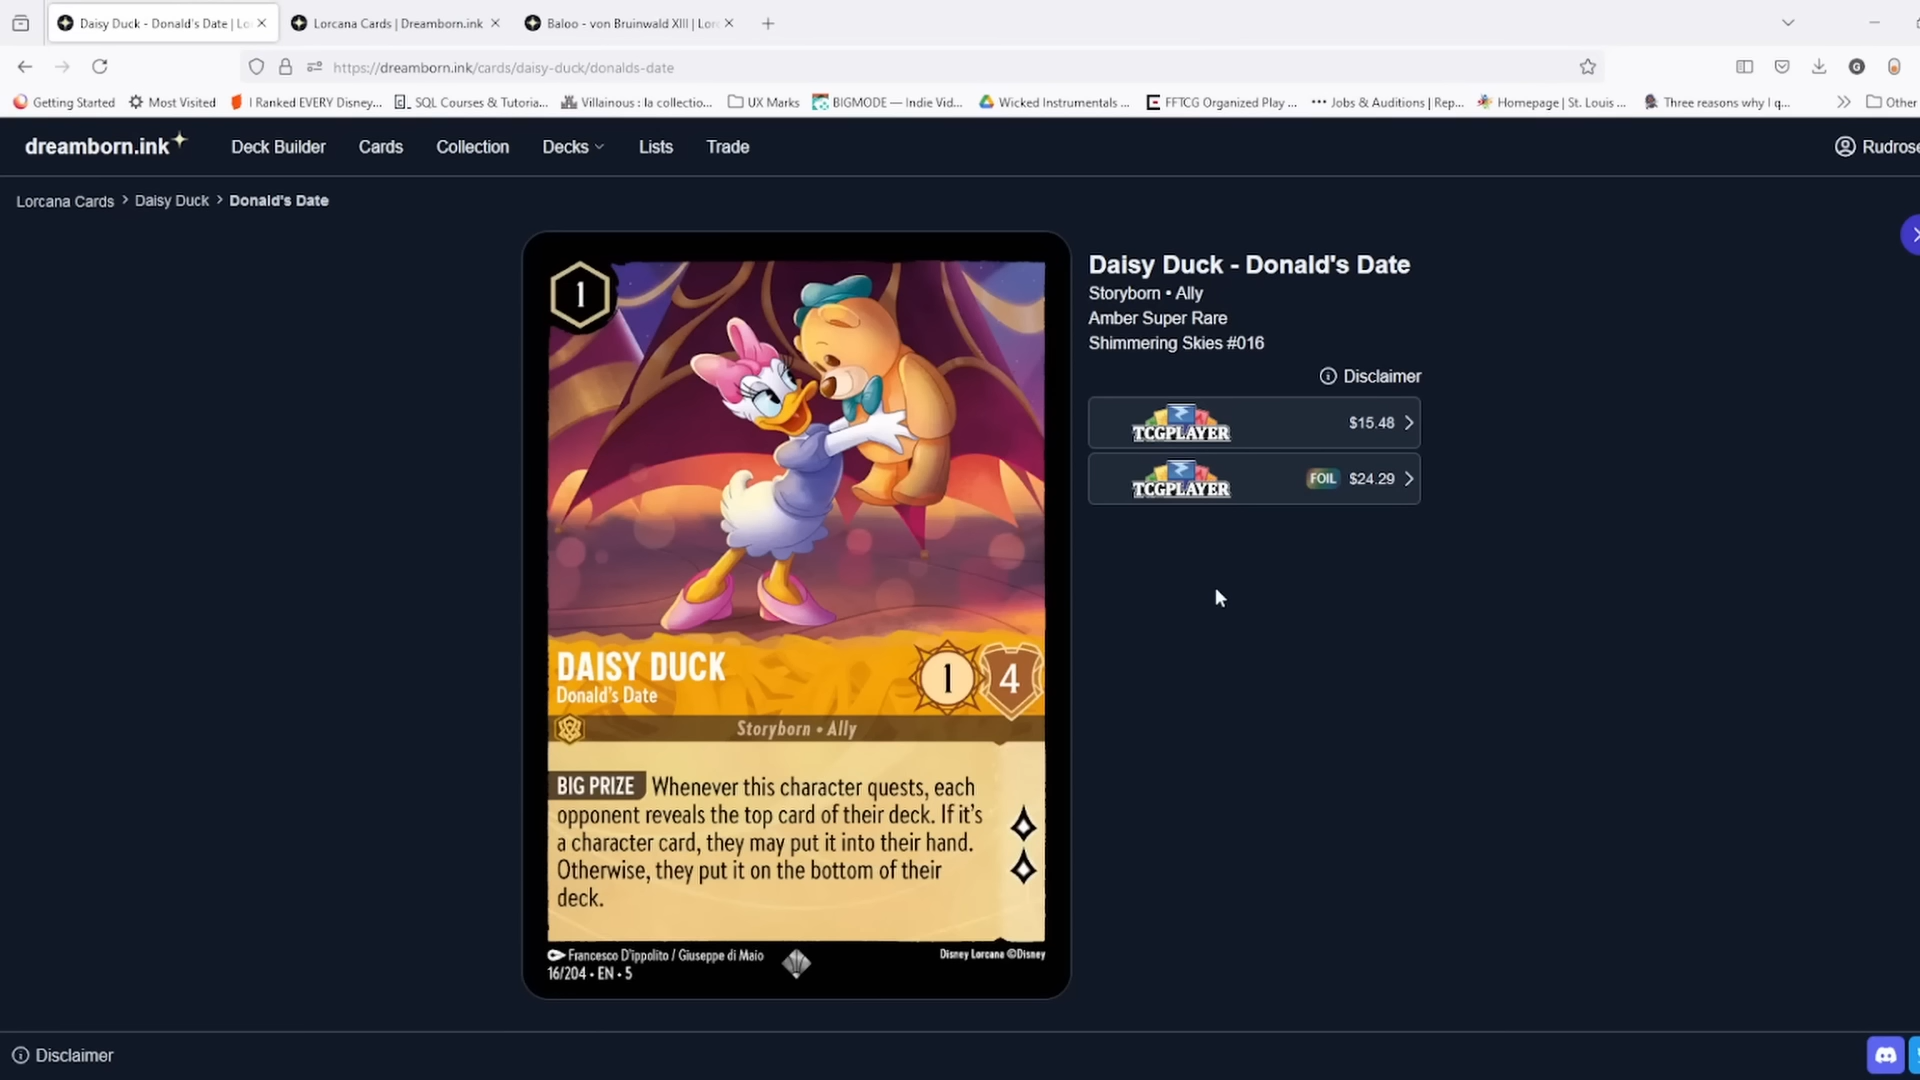 Daisy Duck - Donald's Date | Lo
Lorcana Cards | Dreamborn.ink
Baloo - von Bruinwald XIII | Lor
https://dreamborn.ink/cards/daisy-duck/donalds-date
Getting Started
Most Visited
I Ranked EVERY Disney...
SQL Courses & Tutoria...
Villainous : la collectio...
UX Marks
BIGMODE — Indie Vid...
Wicked Instrumentals ...
FFTCG Organized Play ...
Jobs & Auditions | Rep...
Homepage | St. Louis ...
Three reasons why I q...
Other
dreamborn.ink
Deck Builder
Cards
Collection
Decks
Lists
Trade
Rudrose
Lorcana Cards > Daisy Duck > Donald's Date
1
DAISY DUCK
Donald's Date
1
4
Storyborn • Ally
BIG PRIZE Whenever this character quests, each
opponent reveals the top card of their deck. If it's
a character card, they may put it into their hand.
Otherwise, they put it on the bottom of their
deck.
Francesco D'ippolito / Giuseppe di Maio
16/204 • EN • 5
Disney Lorcana ©Disney
Daisy Duck - Donald's Date
Storyborn • Ally
Amber Super Rare
Shimmering Skies #016
Disclaimer
TCGPLAYER
$15.48
TCGPLAYER
FOIL
$24.29
Disclaimer